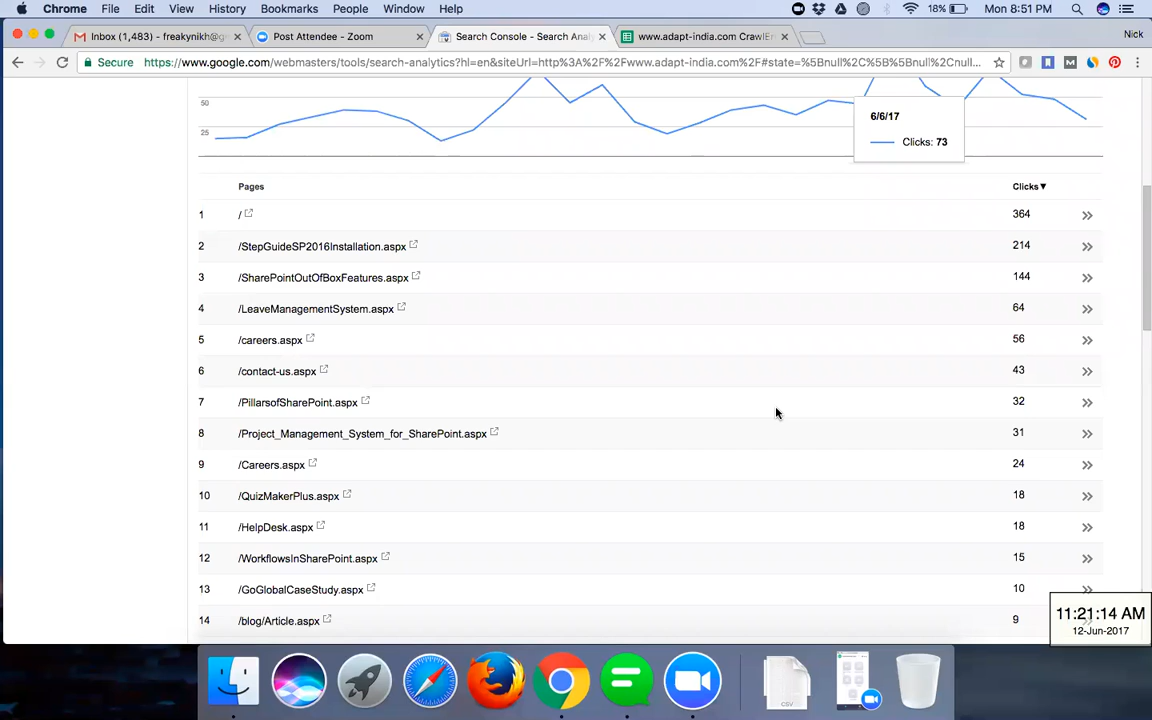 Chrome File Edit View History Bookmarks People Window Help 18% Mon 8:51 PM
Inbox (1,483) - freakynikh@g Post Attendee - Zoom Search Console - Search Analy www.adapt-india.com CrawlEr Nick
Secure https://www.google.com/webmasters/tools/search-analytics?hl=en&siteUrl=http%3A%2F%2Fwww.adapt-india.com%2F#state=%5Bnull%2C%5B%5Bnull%2Cnull%2Cnul...
50
25
6/6/17
Clicks: 73
Pages Clicks▼
1 / 364
2 /StepGuideSP2016Installation.aspx 214
3 /SharePointOutOfBoxFeatures.aspx 144
4 /LeaveManagementSystem.aspx 64
5 /careers.aspx 56
6 /contact-us.aspx 43
7 /PillarsofSharePoint.aspx 32
8 /Project_Management_System_for_SharePoint.aspx 31
9 /Careers.aspx 24
10 /QuizMakerPlus.aspx 18
11 /HelpDesk.aspx 18
12 /WorkflowsInSharePoint.aspx 15
13 /GoGlobalCaseStudy.aspx 10
14 /blog/Article.aspx 9
11:21:14 AM
12-Jun-2017
CSV